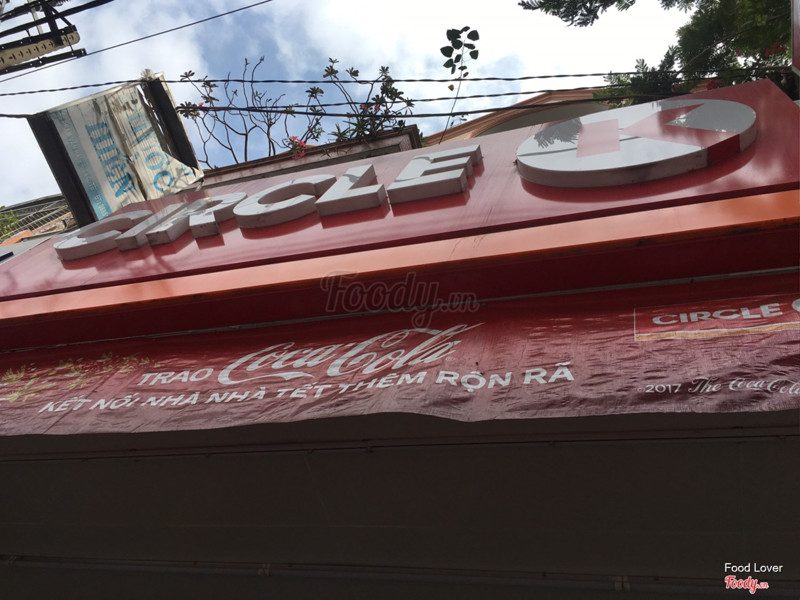 CIRCLE K
Foody.vn
TRAO Coca-Cola
CIRCLE
KẾT NỐI NHÀ NHÀ TẾT THÊM RỘN RÃ
©2017 The Coca-Cola
Food Lover
Foody.vn